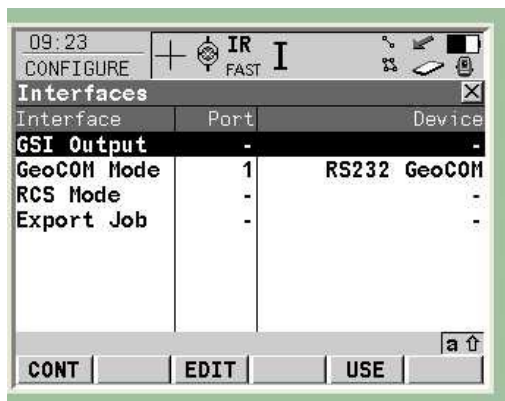 09:23
CONFIGURE
IR
FAST
I
Interfaces
Interface Port Device
GSI Output - -
GeoCOM Mode 1 RS232 GeoCOM
RCS Mode - -
Export Job - -
a
CONT EDIT USE